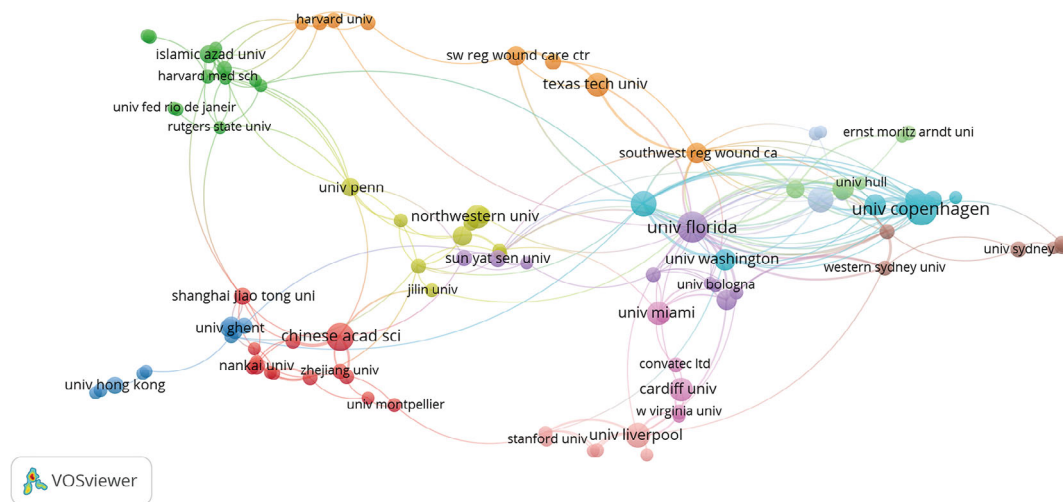 harvard univ
islamic azad univ
sw reg wound care ctr
harvard med sch
texas tech univ
univ fed rio de janeir
rutgers state univ
ernst moritz arndt uni
southwest reg wound ca
univ penn
univ hull
northwestern univ
univ copenhagen
univ florida
univ sydney
sun yat sen univ
univ washington
western sydney univ
jilin univ
univ bologna
shanghai jiao tong uni
univ miami
univ ghent
chinese acad sci
convatec ltd
nankai univ
zhejiang univ
univ hong kong
cardiff univ
univ montpellier
w virginia univ
stanford univ
univ liverpool
VOSviewer